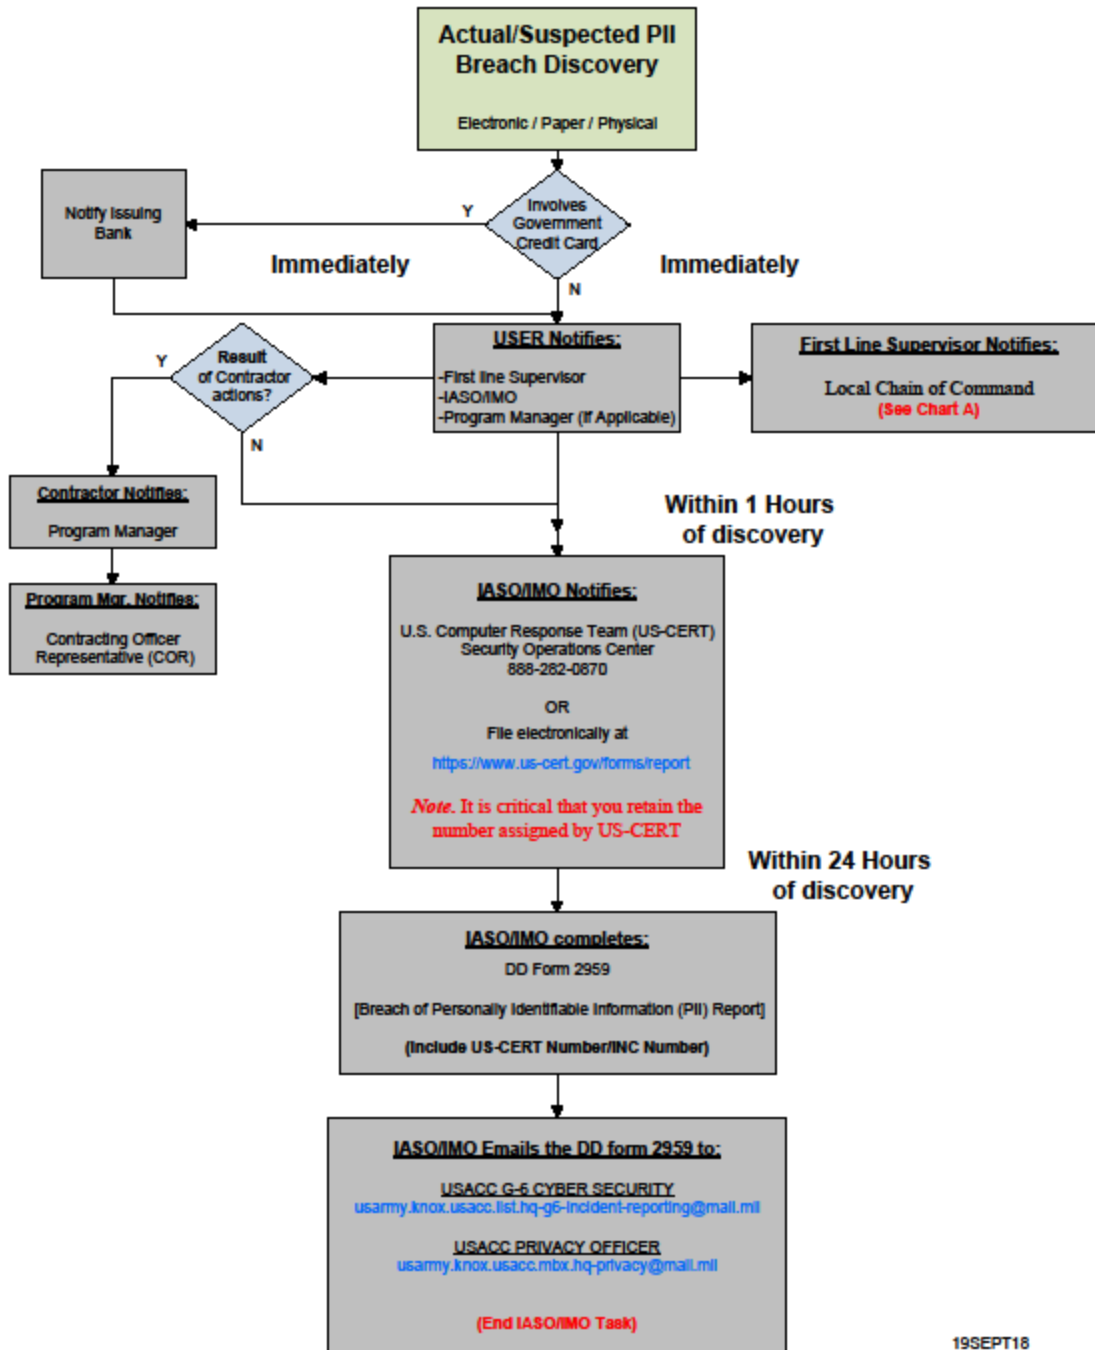 Actual/Suspected PII
Breach Discovery
Electronic / Paper / Physical
Involves
Government
Credit Card
Y
N
Notify Issuing
Bank
Immediately
Immediately
USER Notifies:
-First line Supervisor
-IASO/IMO
-Program Manager (If Applicable)
First Line Supervisor Notifies:
Local Chain of Command
(See Chart A)
Result
of Contractor
actions?
Y
N
Contractor Notifies:
Program Manager
Program Mgr. Notifies:
Contracting Officer
Representative (COR)
Within 1 Hours
of discovery
IASO/IMO Notifies:
U.S. Computer Response Team (US-CERT)
Security Operations Center
888-282-0870
OR
File electronically at
https://www.us-cert.gov/forms/report
Note. It is critical that you retain the
number assigned by US-CERT
Within 24 Hours
of discovery
IASO/IMO completes:
DD Form 2959
[Breach of Personally Identifiable Information (PII) Report]
(Include US-CERT Number/INC Number)
IASO/IMO Emails the DD form 2959 to:
USACC G-6 CYBER SECURITY
usarmy.knox.usacc.list.hq-g6-incident-reporting@mail.mil
USACC PRIVACY OFFICER
usarmy.knox.usacc.mbx.hq-privacy@mail.mil
(End IASO/IMO Task)
19SEPT18